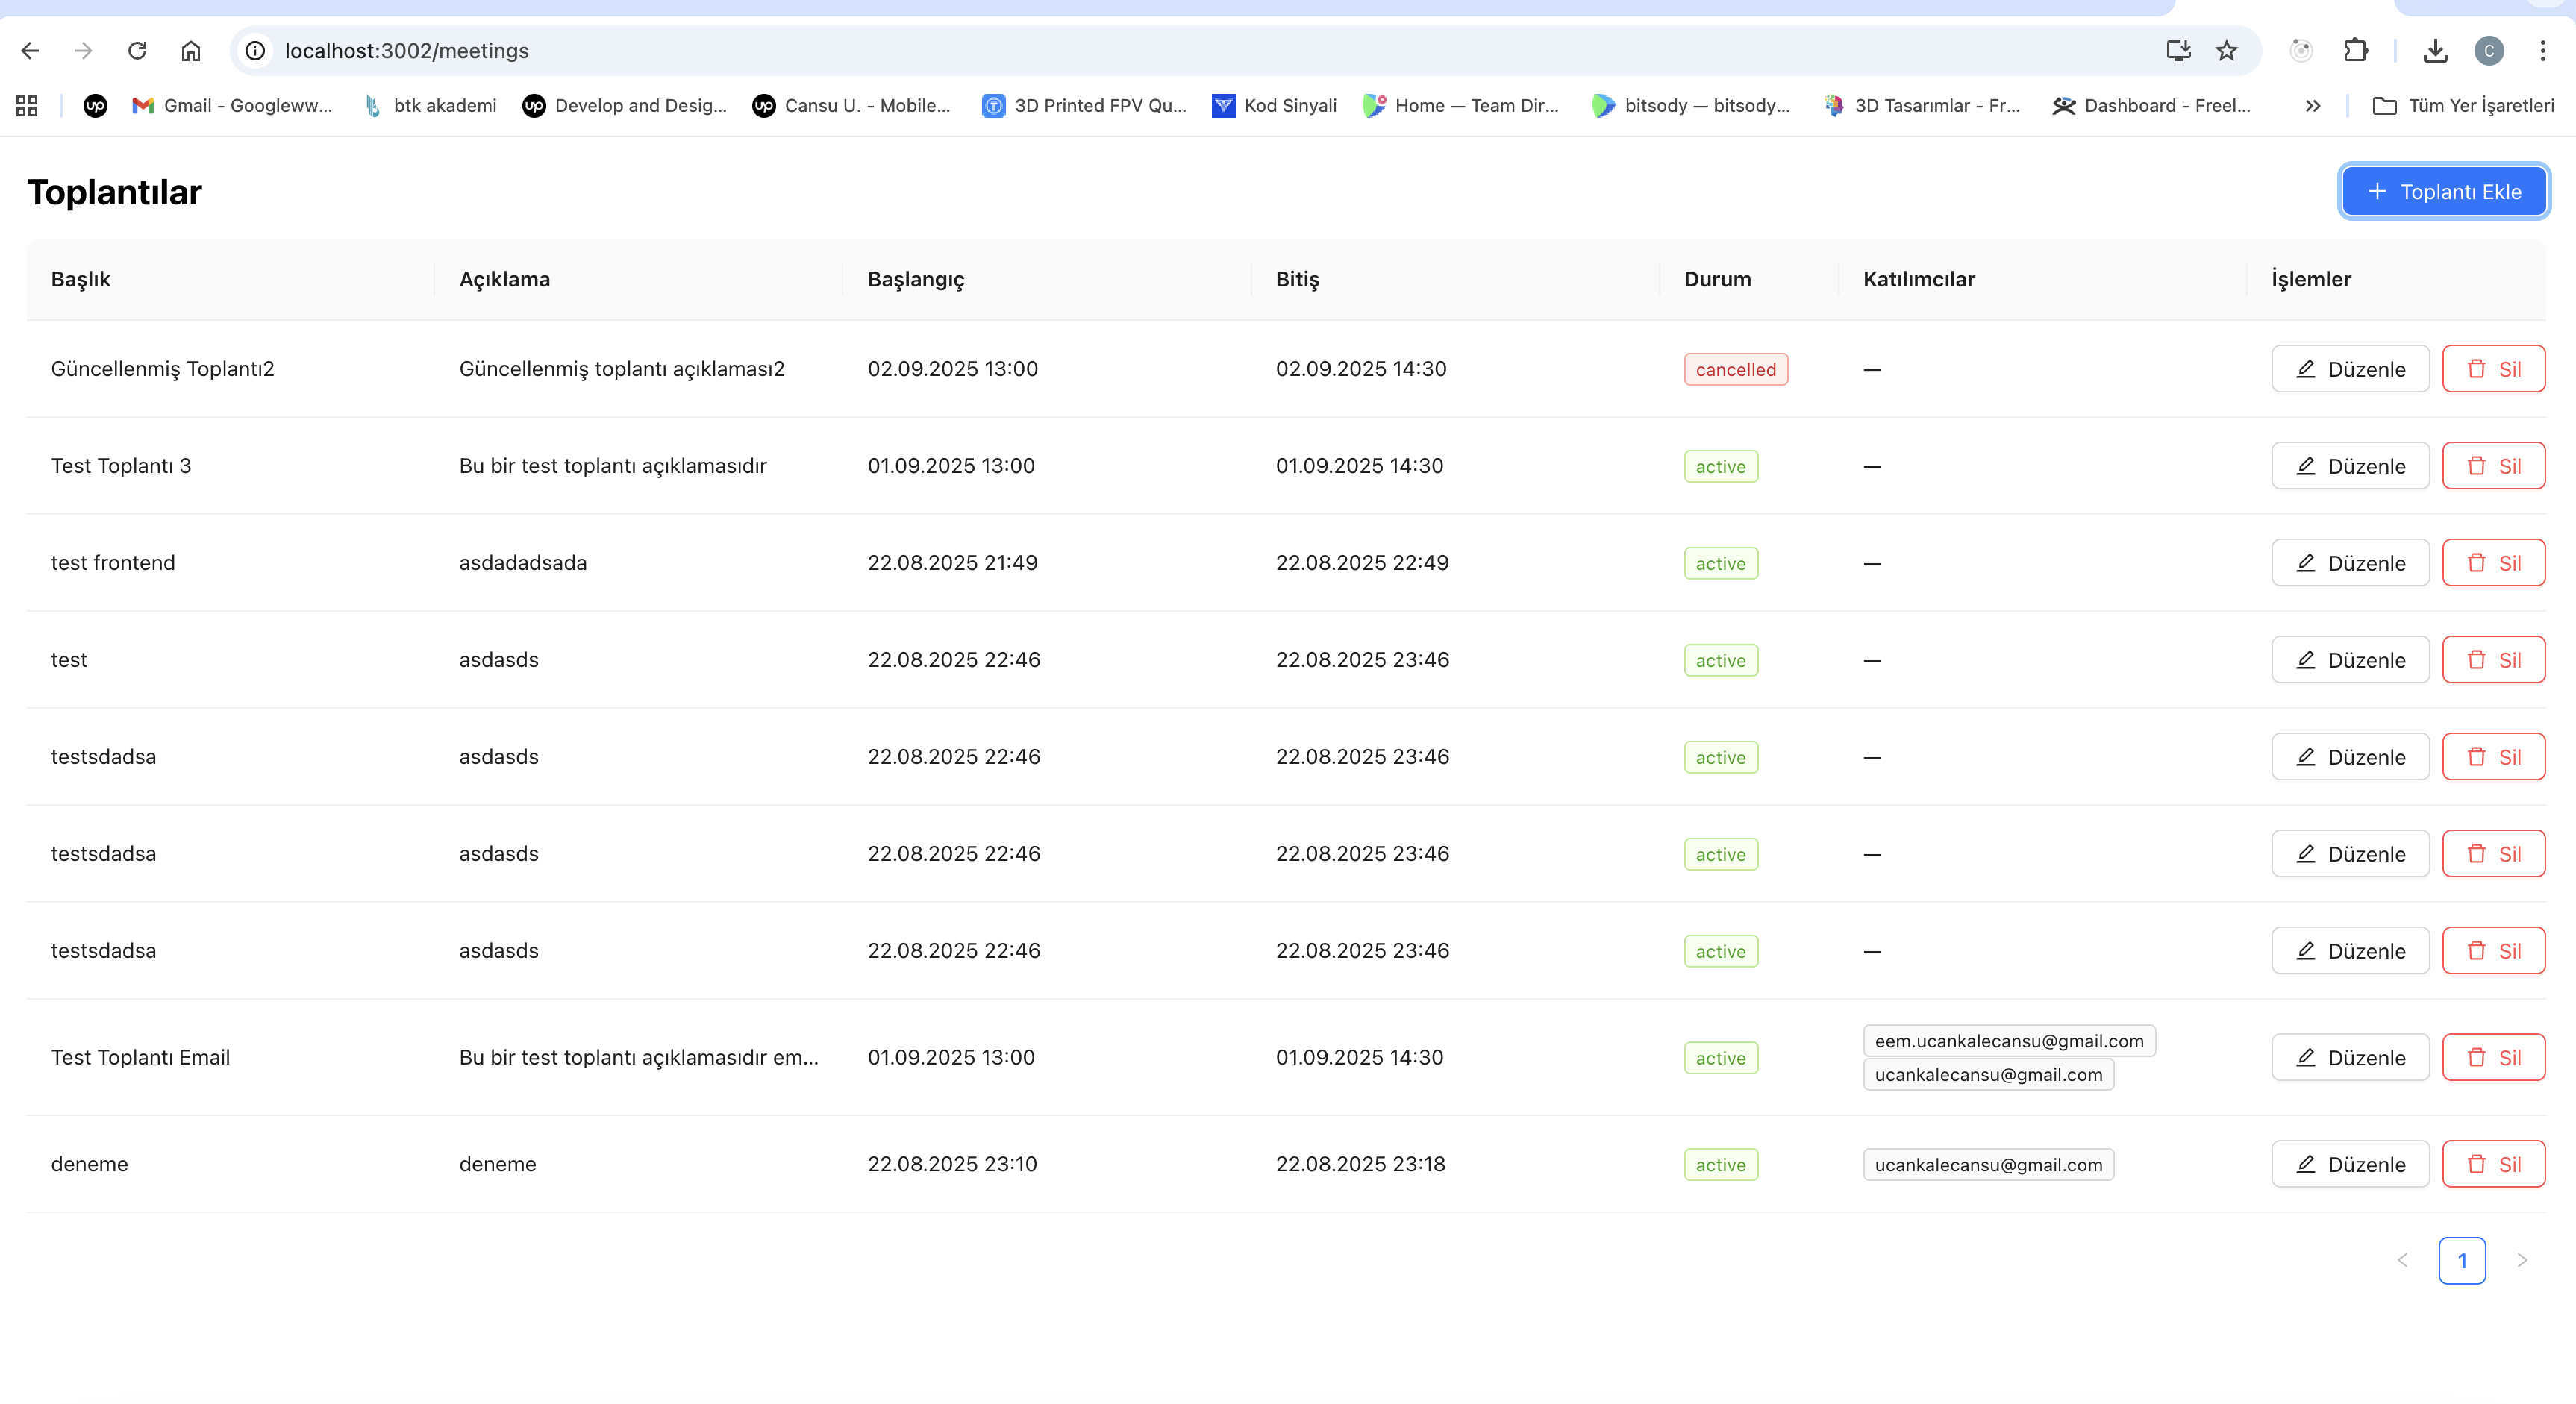 localhost:3002/meetings
C
up Gmail - Googleww... btk akademi up Develop and Desig... up Cansu U. - Mobile... 3D Printed FPV Qu... Kod Sinyali Home — Team Dir... bitsody — bitsody... 3D Tasarımlar - Fr... Dashboard - Freel... Tüm Yer İşaretleri
Toplantılar
Toplantı Ekle
Başlık Açıklama Başlangıç Bitiş Durum Katılımcılar İşlemler
Güncellenmiş Toplantı2 Güncellenmiş toplantı açıklaması2 02.09.2025 13:00 02.09.2025 14:30 cancelled — Düzenle Sil
Test Toplantı 3 Bu bir test toplantı açıklamasıdır 01.09.2025 13:00 01.09.2025 14:30 active — Düzenle Sil
test frontend asdadadsada 22.08.2025 21:49 22.08.2025 22:49 active — Düzenle Sil
test asdasds 22.08.2025 22:46 22.08.2025 23:46 active — Düzenle Sil
testsdadsa asdasds 22.08.2025 22:46 22.08.2025 23:46 active — Düzenle Sil
testsdadsa asdasds 22.08.2025 22:46 22.08.2025 23:46 active — Düzenle Sil
testsdadsa asdasds 22.08.2025 22:46 22.08.2025 23:46 active — Düzenle Sil
Test Toplantı Email Bu bir test toplantı açıklamasıdır em... 01.09.2025 13:00 01.09.2025 14:30 active eem.ucankalecansu@gmail.com Düzenle Sil
ucankalecansu@gmail.com
deneme deneme 22.08.2025 23:10 22.08.2025 23:18 active ucankalecansu@gmail.com Düzenle Sil
1